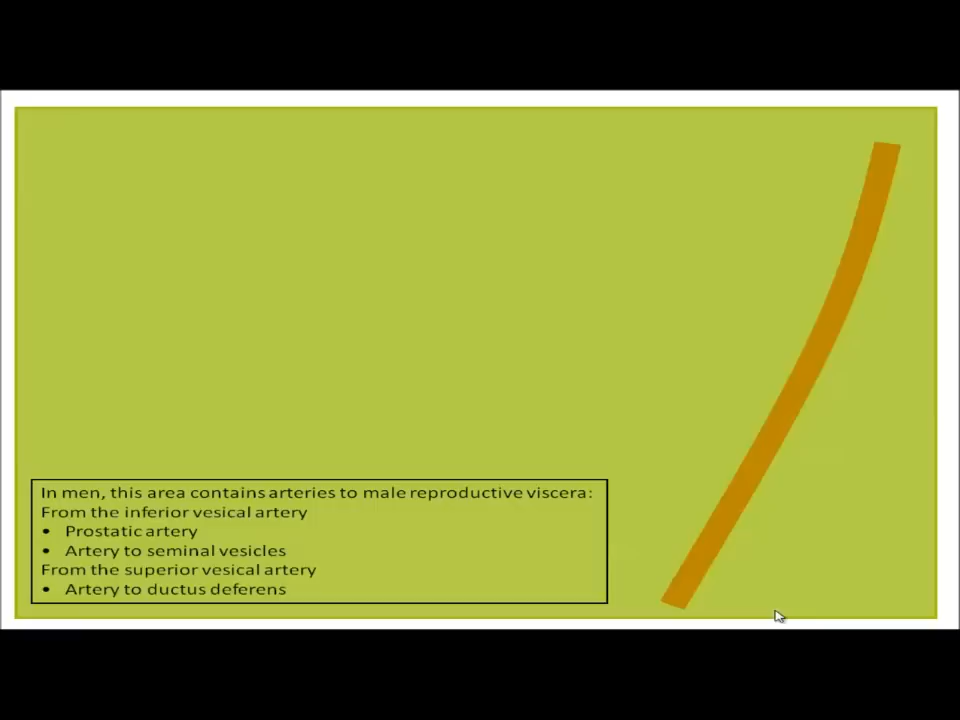 In men, this area contains arteries to male reproductive viscera:
From the inferior vesical artery
• Prostatic artery
• Artery to seminal vesicles
From the superior vesical artery
• Artery to ductus deferens